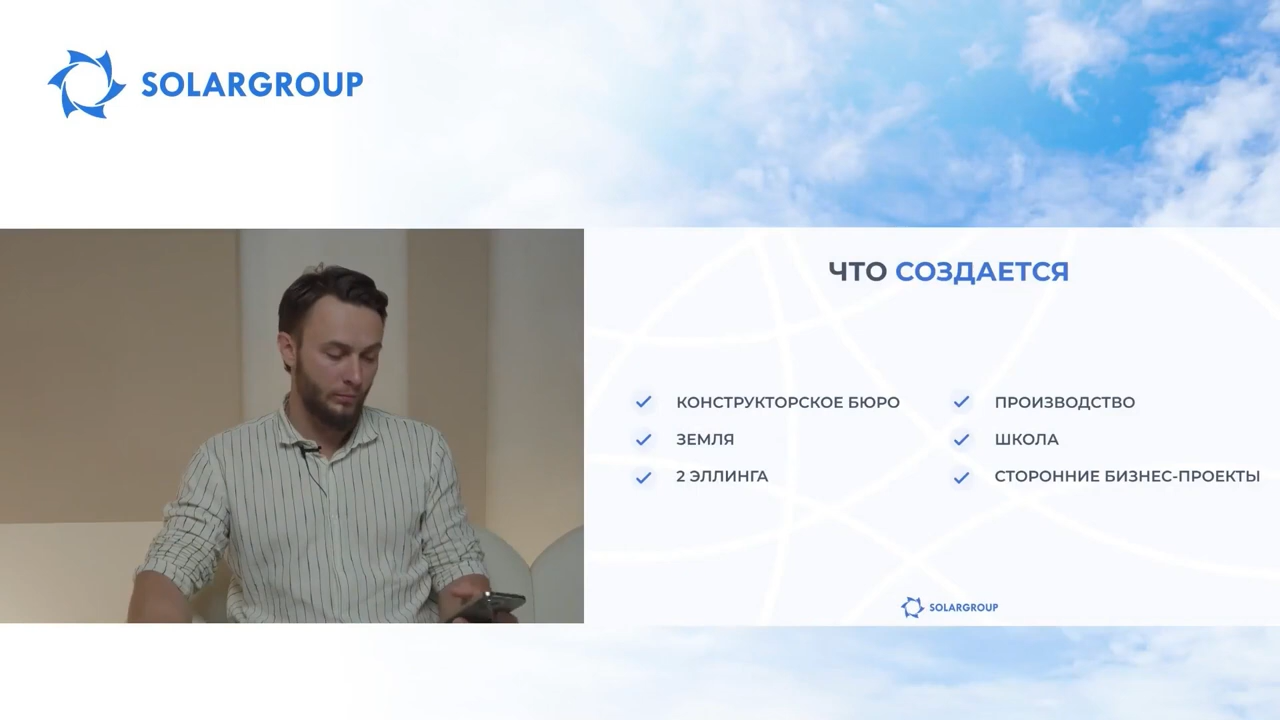 SOLARGROUP
ЧТО СОЗДАЕТСЯ
КОНСТРУКТОРСКОЕ БЮРО
ЗЕМЛЯ
2 ЭЛЛИНГА
ПРОИЗВОДСТВО
ШКОЛА
СТОРОННИЕ БИЗНЕС-ПРОЕКТЫ
SOLARGROUP